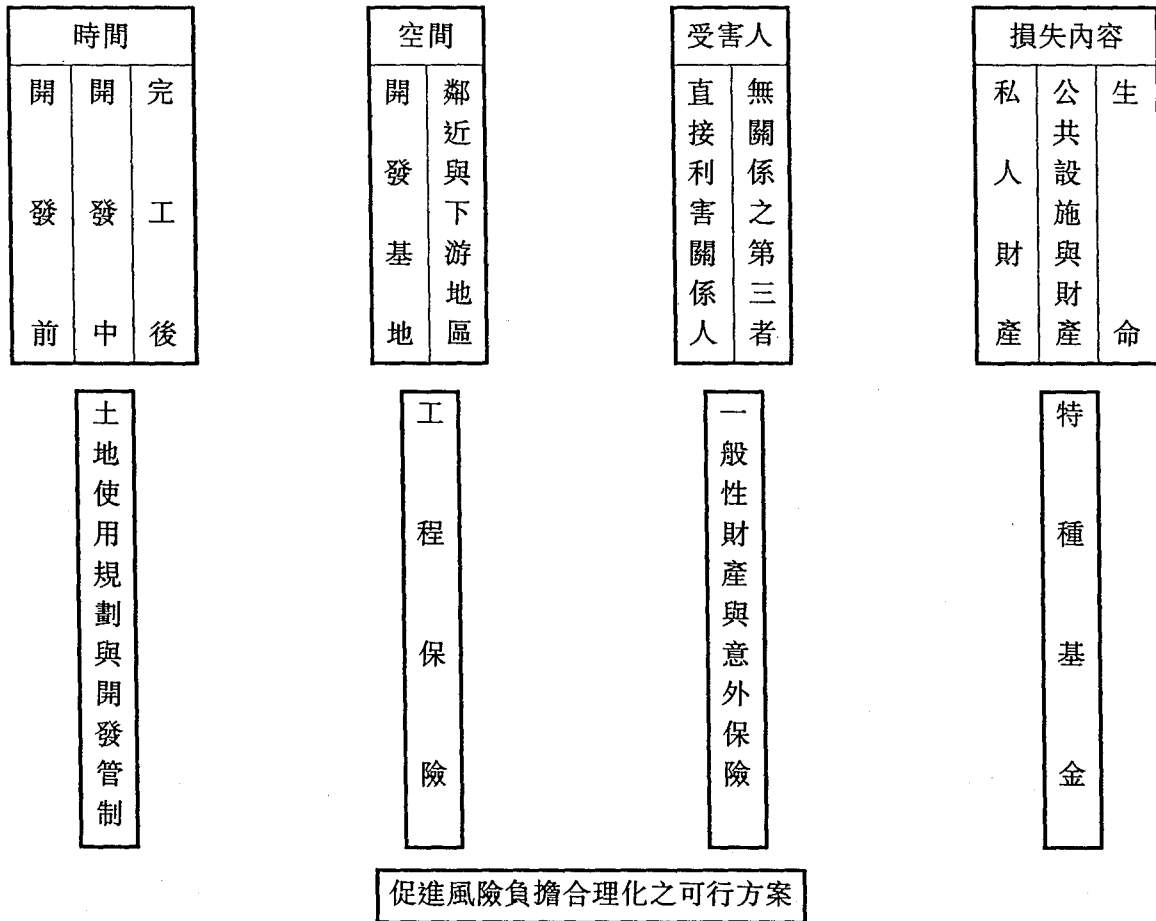 時間
開發前
開發中
完工後
空間
開發基地
鄰近與下游地區
受害人
直接利害關係人
無關係之第三者
損失內容
私人財產
公共設施與財產
生命
土地使用規劃與開發管制
工程保險
一般性財產與意外保險
特種基金
促進風險負擔合理化之可行方案